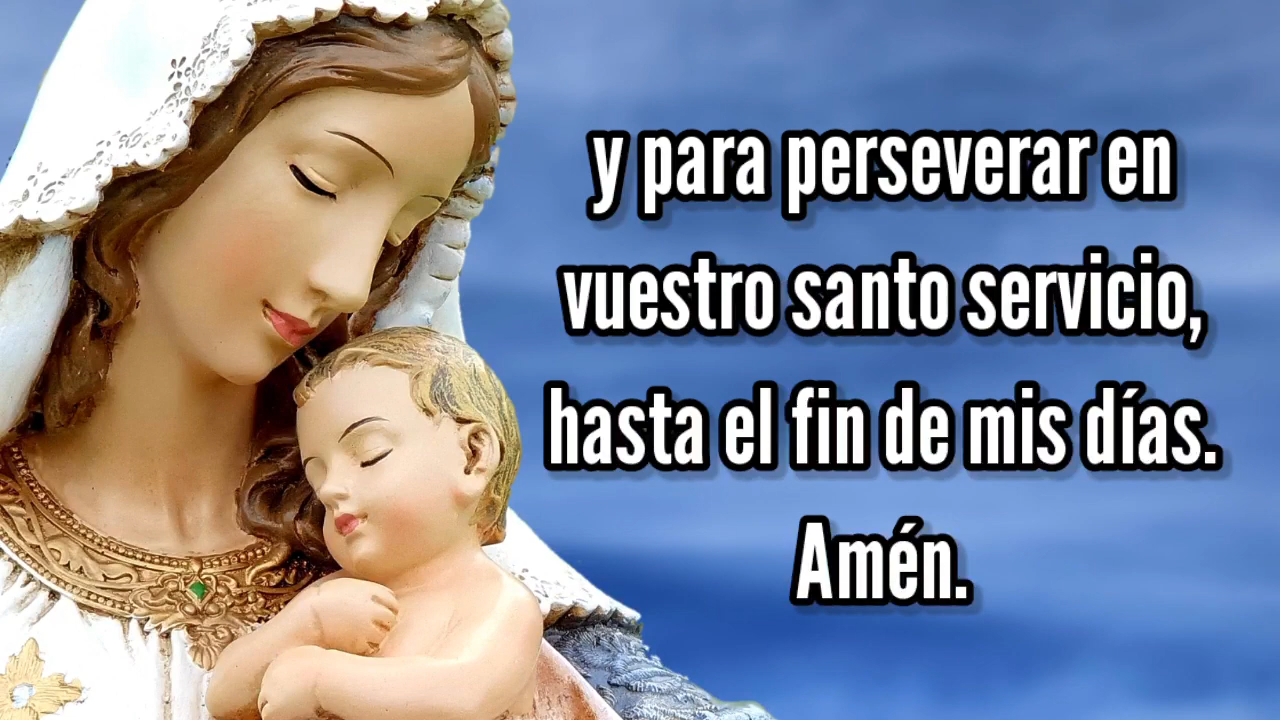 y para perseverar en
vuestro santo servicio,
hasta el fin de mis días.
Amén.